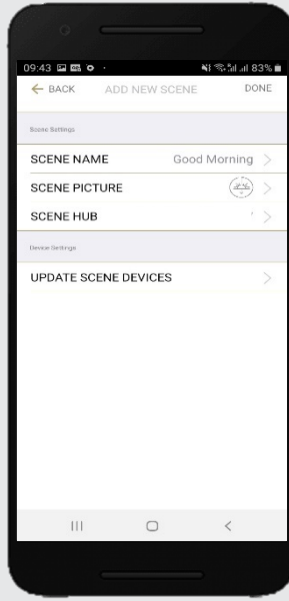 09:43 83%
← BACK ADD NEW SCENE DONE
Scene Settings
SCENE NAME Good Morning >
SCENE PICTURE >
SCENE HUB >
Device Settings
UPDATE SCENE DEVICES >